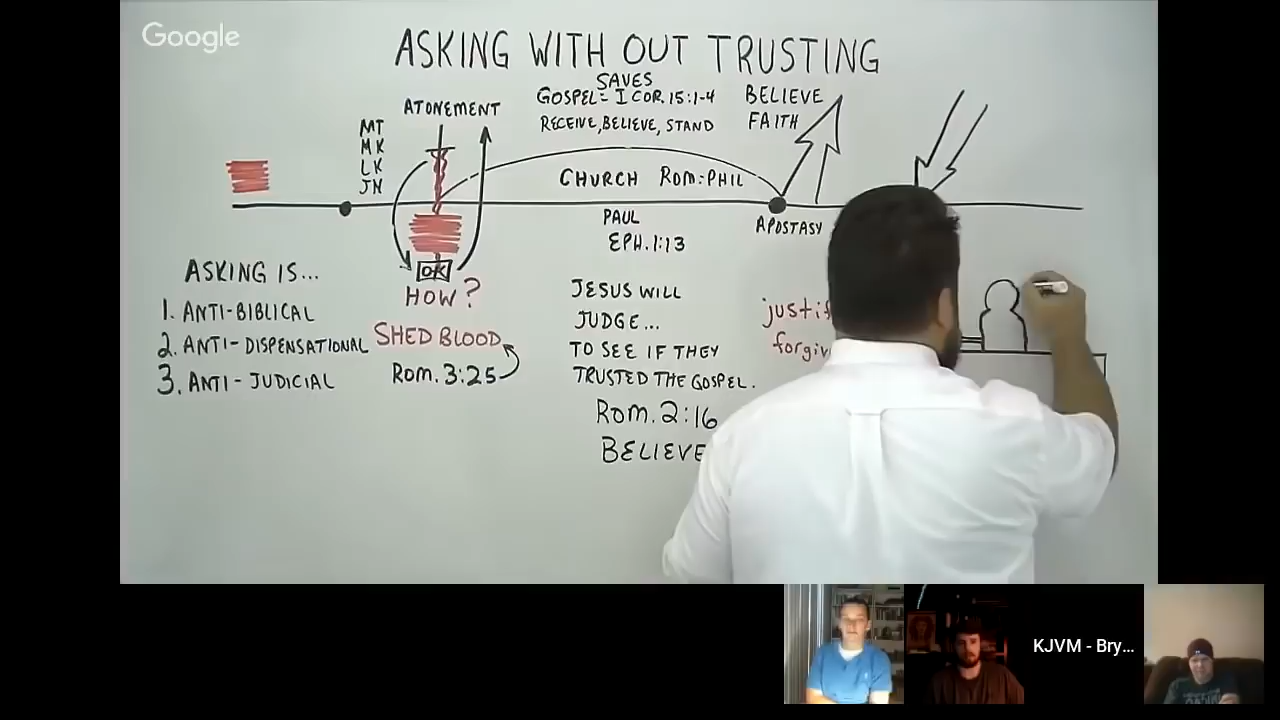 Google
ASKING WITH OUT TRUSTING
SAVES
GOSPEL = I COR. 15:1-4
RECEIVE, BELIEVE, STAND
BELIEVE
FAITH
ATONEMENT
MT
MK
LK
JN
CHURCH ROM:PHIL
PAUL
EPH. 1:13
APOSTASY
ASKING IS...
1. ANTI-BIBLICAL
2. ANTI-DISPENSATIONAL
3. ANTI-JUDICIAL
OK
HOW?
SHED BLOOD
Rom. 3:25
JESUS WILL
JUDGE...
TO SEE IF THEY
TRUSTED THE GOSPEL.
Rom. 2:16
BELIEVE
justif
forgiv
KJVM - Bry...